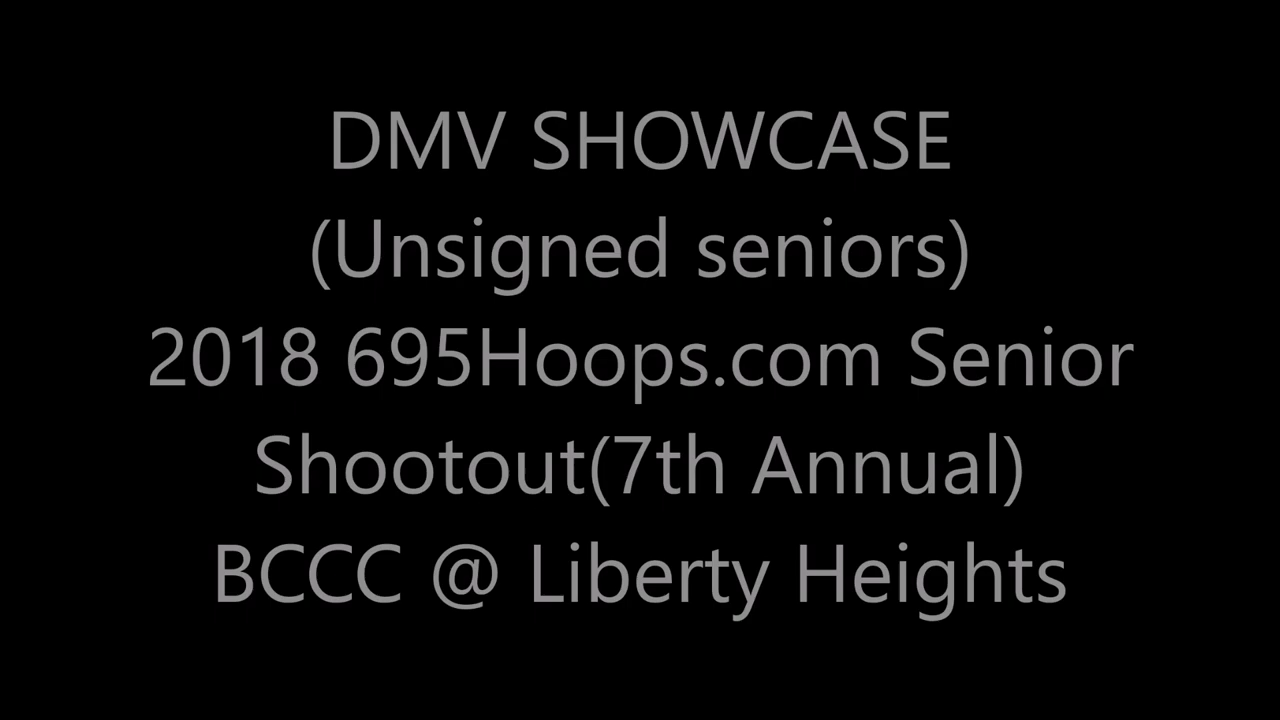 DMV SHOWCASE
(Unsigned seniors)
2018 695Hoops.com Senior
Shootout(7th Annual)
BCCC @ Liberty Heights